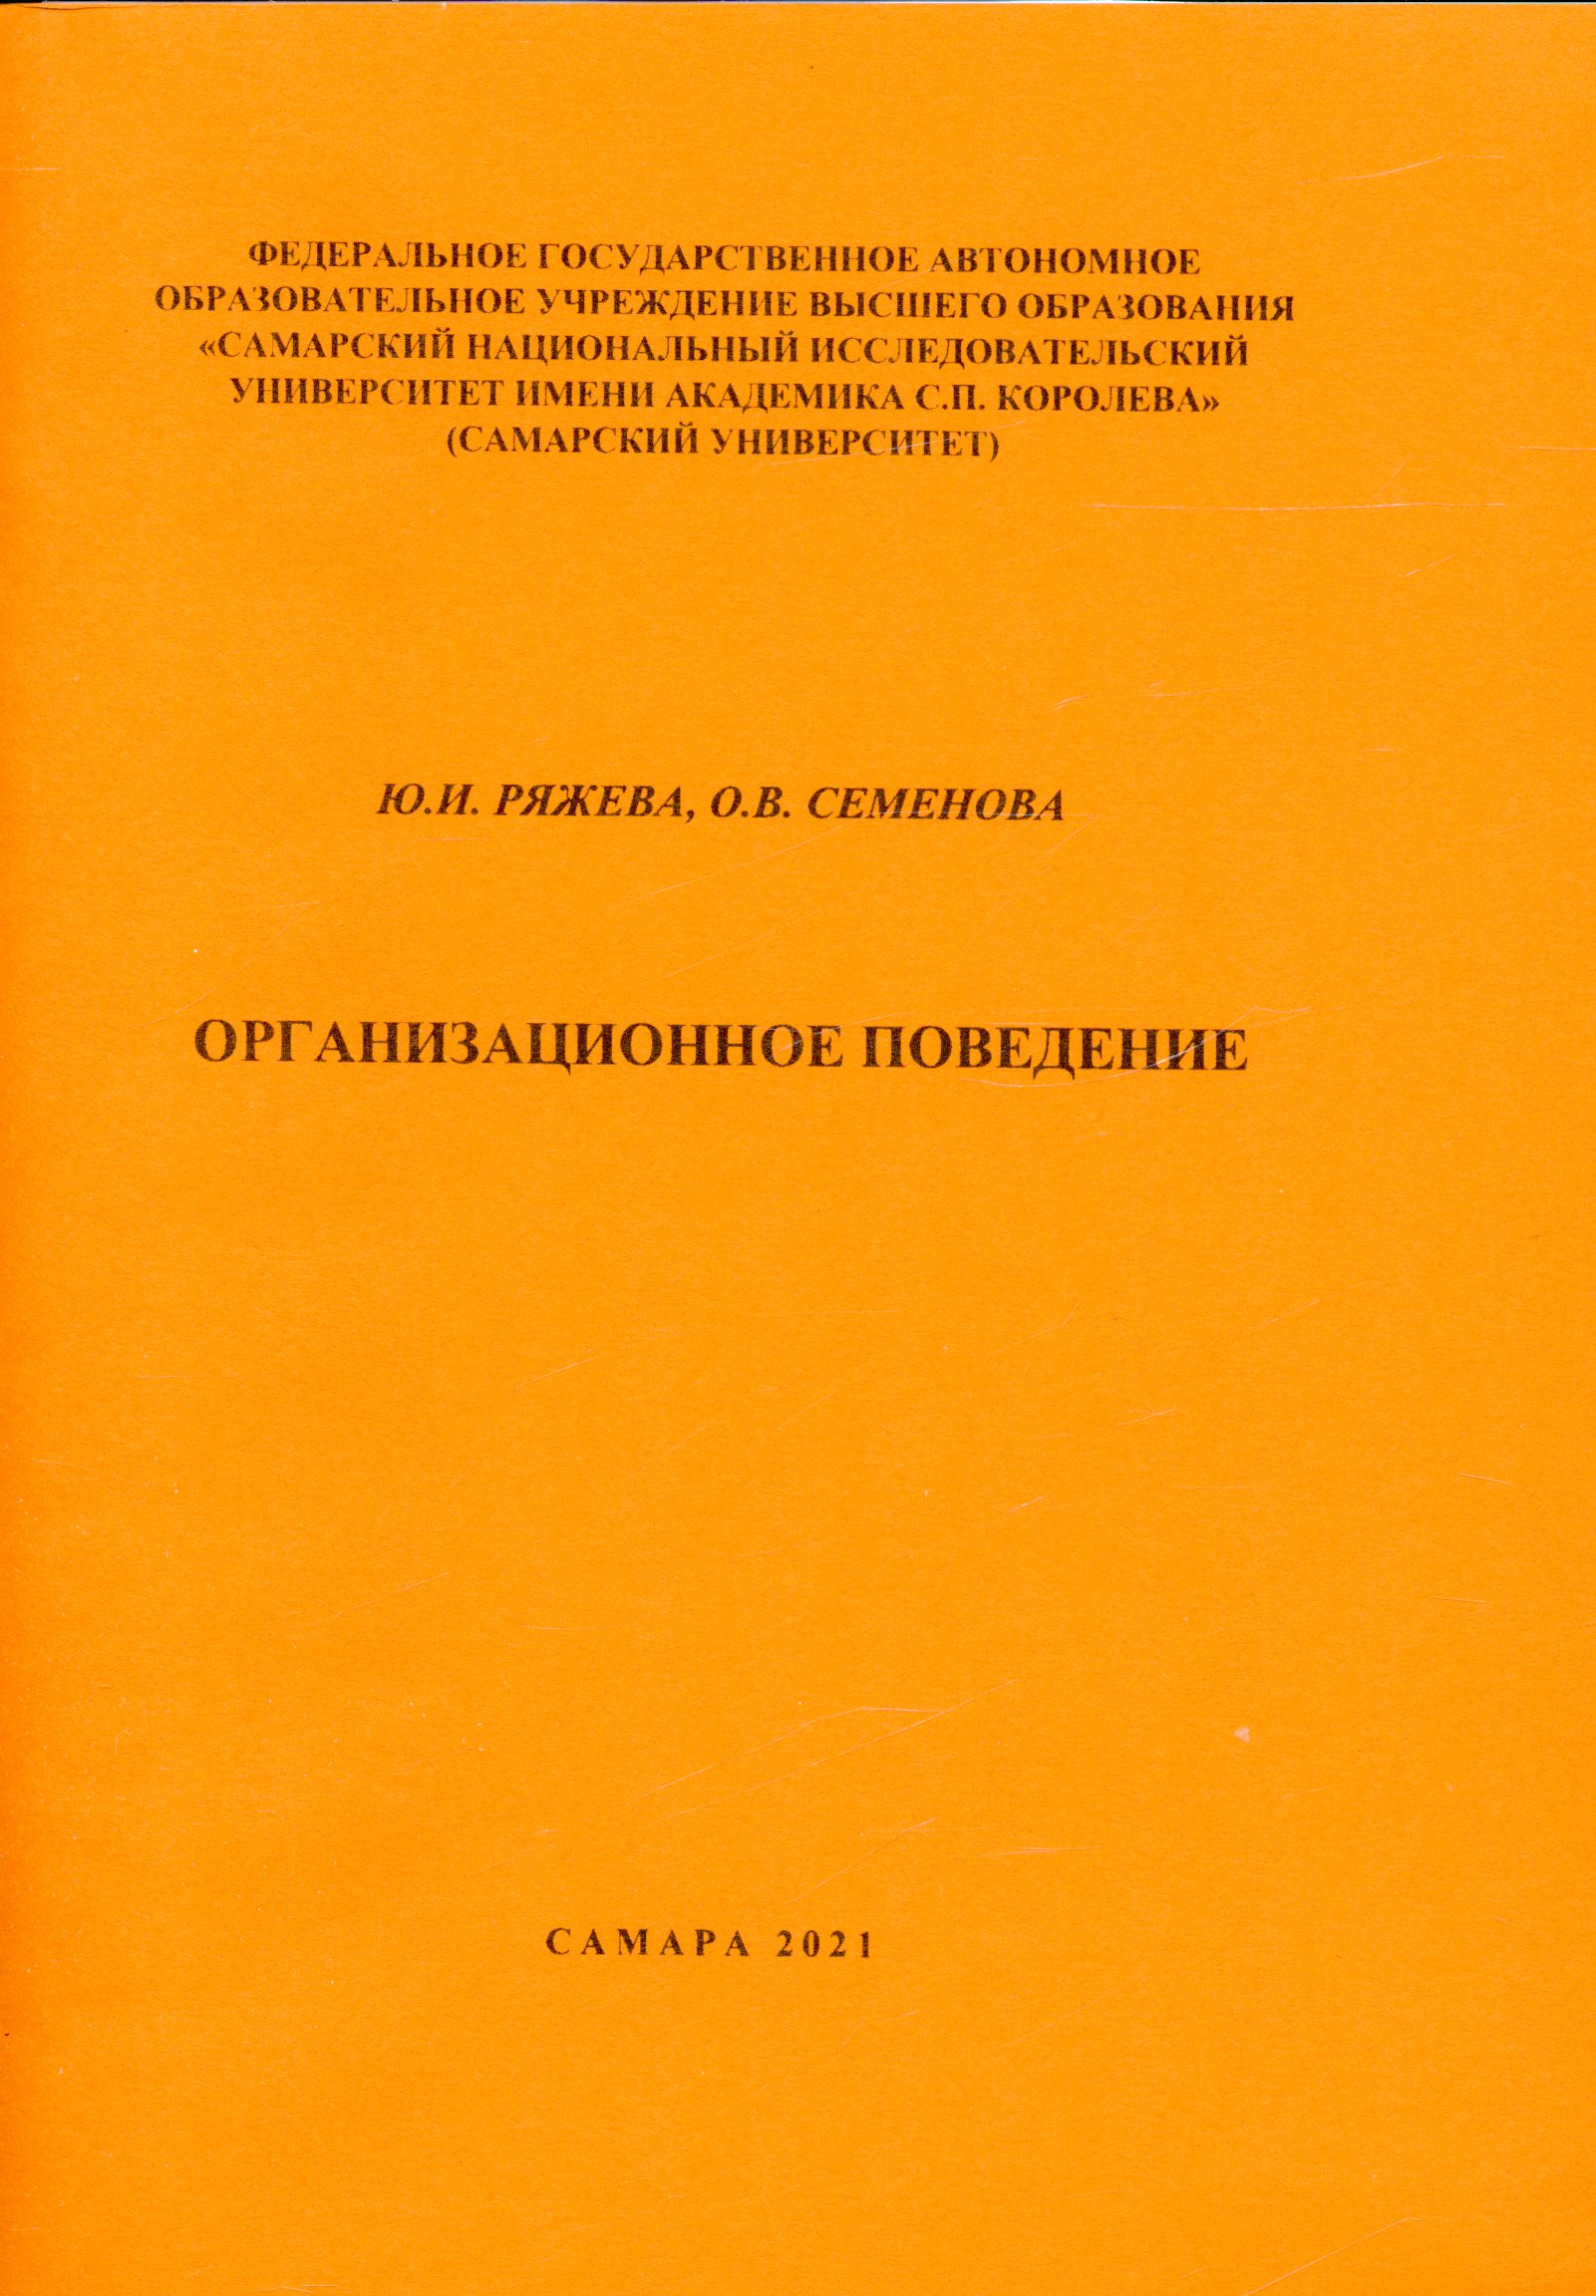 ФЕДЕРАЛЬНОЕ ГОСУДАРСТВЕННОЕ АВТОНОМНОЕ
ОБРАЗОВАТЕЛЬНОЕ УЧРЕЖДЕНИЕ ВЫСШЕГО ОБРАЗОВАНИЯ
«САМАРСКИЙ НАЦИОНАЛЬНЫЙ ИССЛЕДОВАТЕЛЬСКИЙ
УНИВЕРСИТЕТ ИМЕНИ АКАДЕМИКА С.П. КОРОЛЕВА»
(САМАРСКИЙ УНИВЕРСИТЕТ)
Ю.И. РЯЖЕВА, О.В. СЕМЕНОВА
ОРГАНИЗАЦИОННОЕ ПОВЕДЕНИЕ
САМАРА 2021